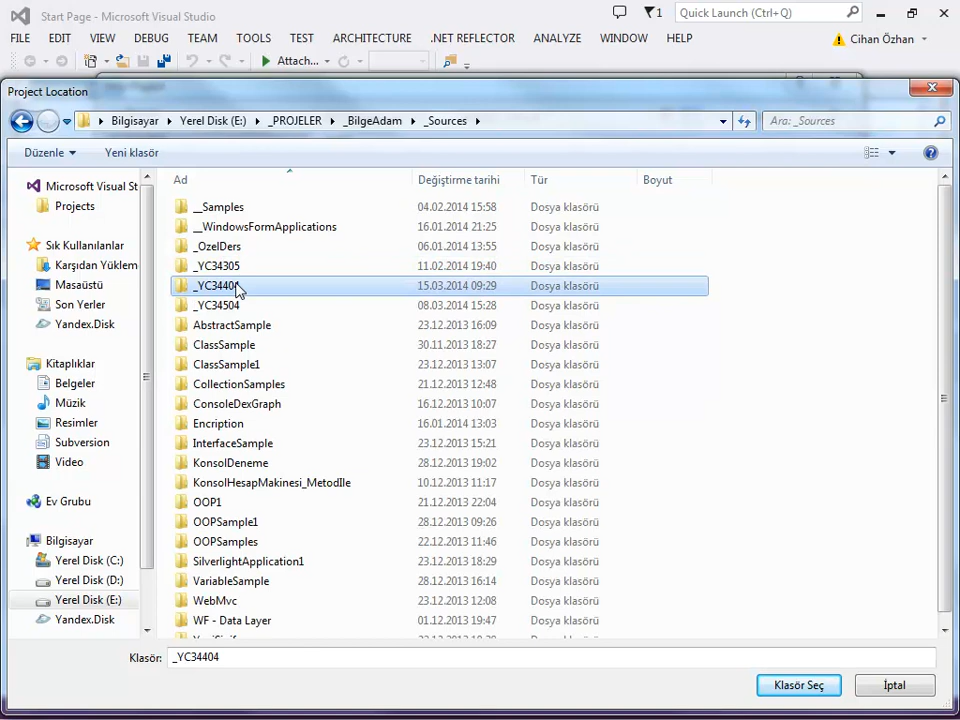 Start Page - Microsoft Visual Studio
1
Quick Launch (Ctrl+Q)
FILE EDIT VIEW DEBUG TEAM TOOLS TEST ARCHITECTURE .NET REFLECTOR ANALYZE WINDOW HELP
Cihan Özhan
Attach...
Project Location
Bilgisayar Yerel Disk (E:) _PROJELER _BilgeAdam _Sources
Ara: _Sources
Düzenle
Yeni klasör
Microsoft Visual St
Projects
Sık Kullanılanlar
Karşıdan Yüklem
Masaüstü
Son Yerler
Yandex.Disk
Kitaplıklar
Belgeler
Müzik
Resimler
Subversion
Video
Ev Grubu
Bilgisayar
Yerel Disk (C:)
Yerel Disk (D:)
Yerel Disk (E:)
Yandex.Disk
Ad Değiştirme tarihi Tür Boyut
__Samples 04.02.2014 15:58 Dosya klasörü
__WindowsFormApplications 16.01.2014 21:25 Dosya klasörü
_OzelDers 06.01.2014 13:55 Dosya klasörü
_YC34305 11.02.2014 19:40 Dosya klasörü
_YC34404 15.03.2014 09:29 Dosya klasörü
_YC34504 08.03.2014 15:28 Dosya klasörü
AbstractSample 23.12.2013 16:09 Dosya klasörü
ClassSample 30.11.2013 18:27 Dosya klasörü
ClassSample1 23.12.2013 13:07 Dosya klasörü
CollectionSamples 21.12.2013 12:48 Dosya klasörü
ConsoleDexGraph 16.12.2013 10:07 Dosya klasörü
Encription 16.01.2014 13:03 Dosya klasörü
InterfaceSample 23.12.2013 15:21 Dosya klasörü
KonsolDeneme 28.12.2013 19:02 Dosya klasörü
KonsolHesapMakinesi_MetodIle 10.12.2013 11:17 Dosya klasörü
OOP1 21.12.2013 22:04 Dosya klasörü
OOPSample1 28.12.2013 09:26 Dosya klasörü
OOPSamples 22.12.2013 11:46 Dosya klasörü
SilverlightApplication1 23.12.2013 18:29 Dosya klasörü
VariableSample 28.12.2013 16:14 Dosya klasörü
WebMvc 23.12.2013 12:08 Dosya klasörü
WF - Data Layer 01.12.2013 19:47 Dosya klasörü
Klasör: _YC34404
Klasör Seç
İptal